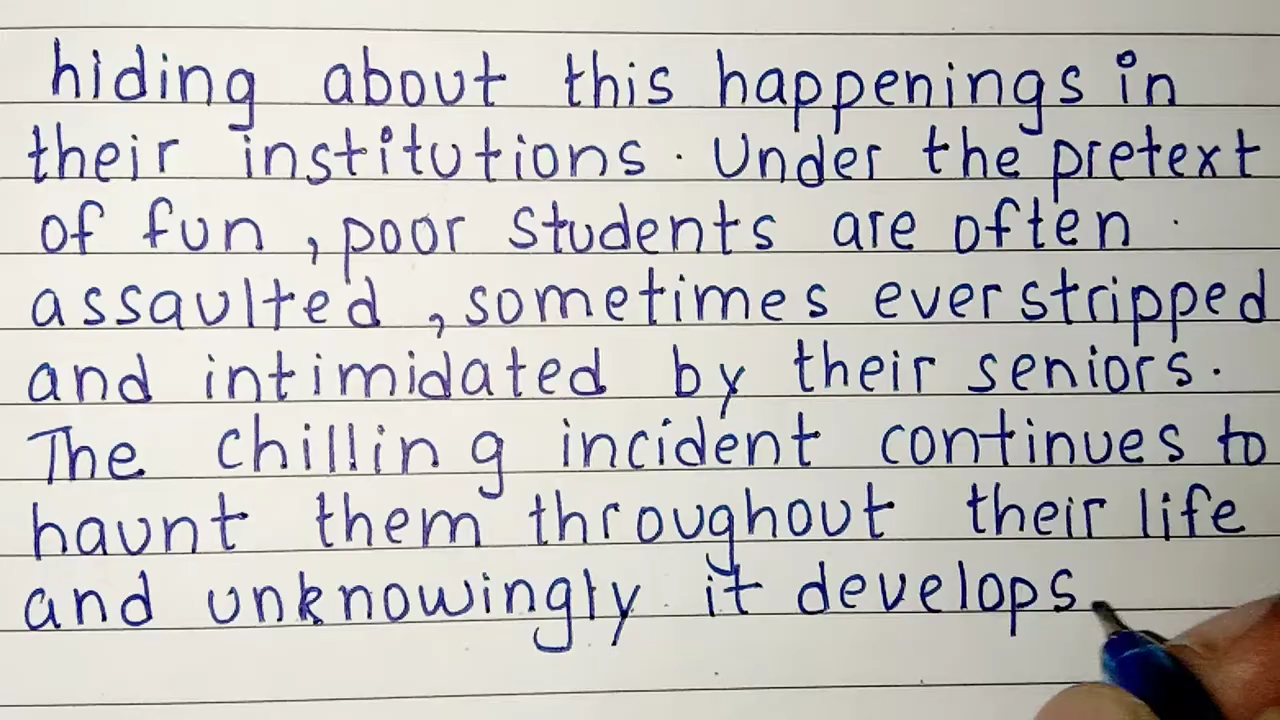 hiding about this happenings in
their institutions. Under the pretext
of fun, poor students are often
assaulted, sometimes ever stripped
and intimidated by their seniors.
The chilling incident continues to
haunt them throughout their life
and unknowingly it develops